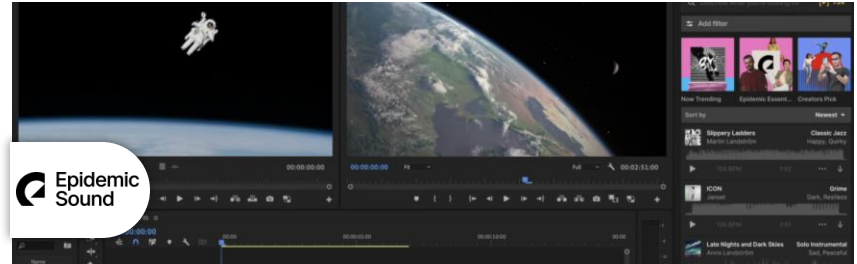 Add filter
Now Trending
Epidemic Essent...
Creators Pick
Sort by
Newest
Slippery Ladders
Classic Jazz
Martin Landström
Happy, Quirky
00:00:00:00
00:00:00:00
Fit
Full
00:02:51:00
ICON
Grime
Dark, Restless
Epidemic
Sound
Late Nights and Dark Skies
Solo Instrumental
Anna Landström
Sad, Peaceful
Name